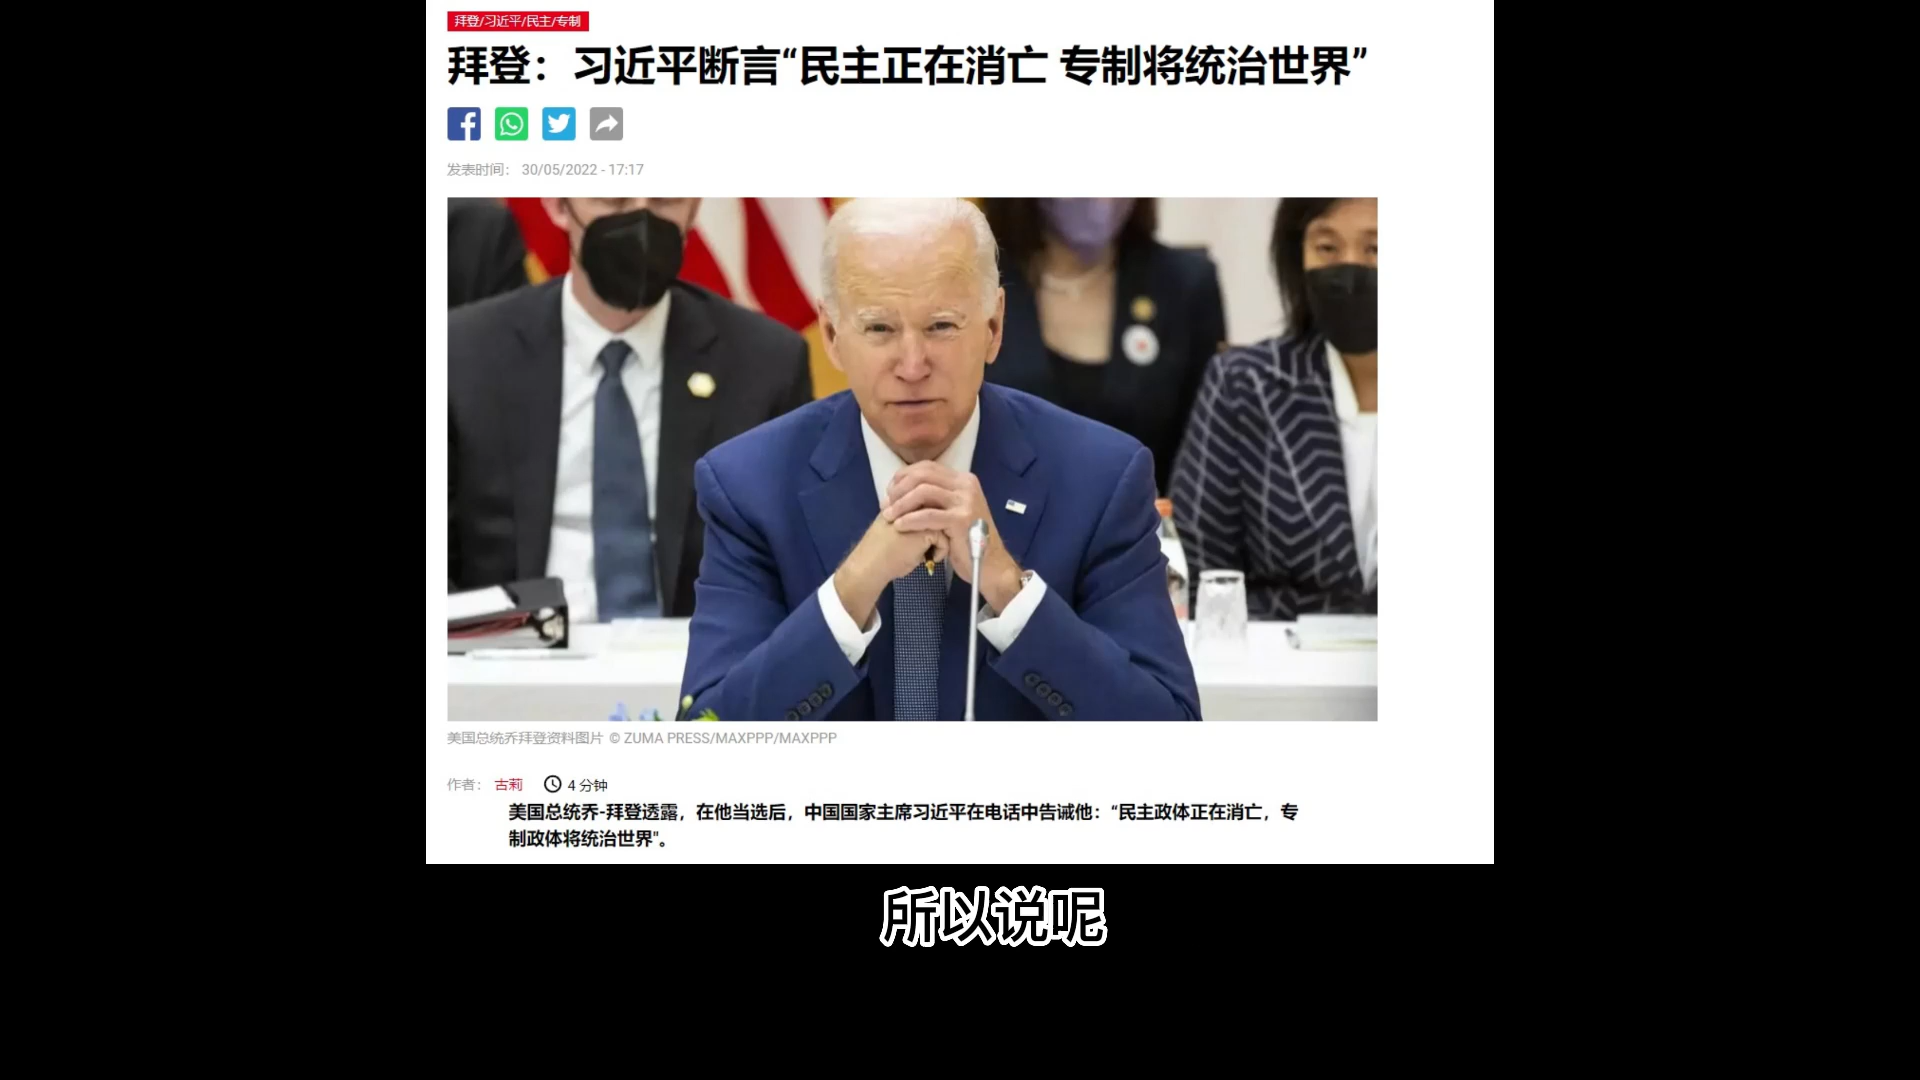 拜登/习近平/民主/专制
拜登：习近平断言“民主正在消亡 专制将统治世界”
发表时间： 30/05/2022 - 17:17
美国总统乔拜登资料图片 © ZUMA PRESS/MAXPPP/MAXPPP
作者： 古莉 4 分钟
美国总统乔-拜登透露，在他当选后，中国国家主席习近平在电话中告诫他：“民主政体正在消亡，专
制政体将统治世界"。
所以说呢